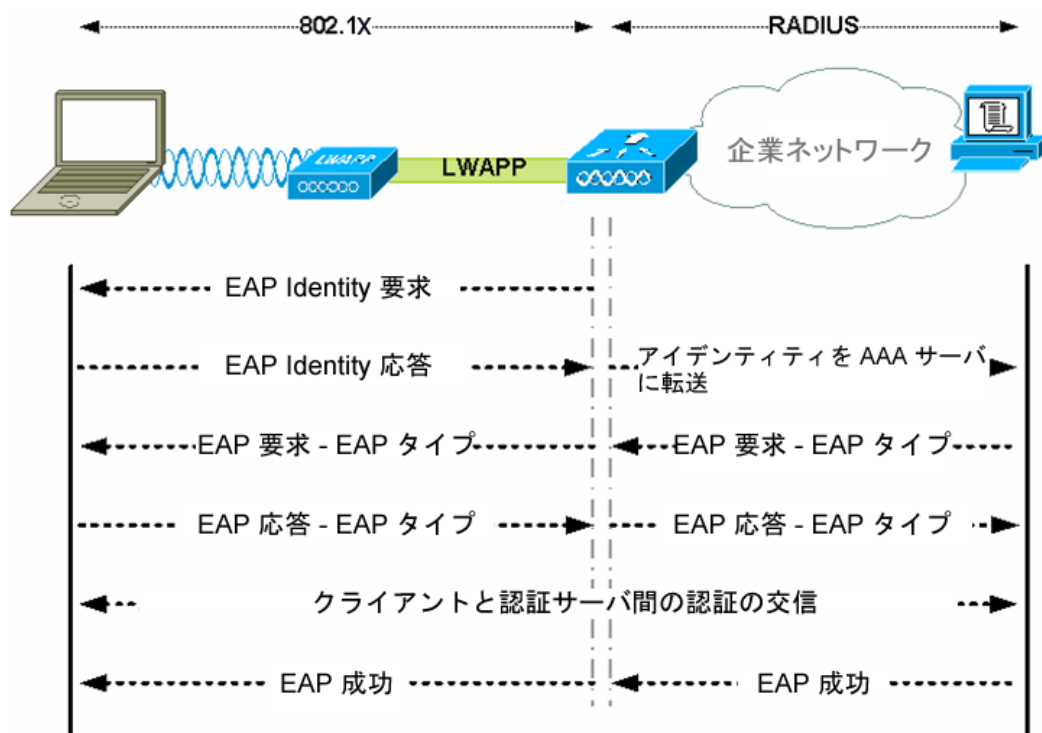 802.1X
RADIUS
LWAPP
LWAPP
企業ネットワーク
EAP Identity 要求
EAP Identity 応答
アイデンティティを AAA サーバ
に転送
EAP 要求 - EAP タイプ
EAP 要求 - EAP タイプ
EAP 応答 - EAP タイプ
EAP 応答 - EAP タイプ
クライアントと認証サーバ間の認証の交信
EAP 成功
EAP 成功